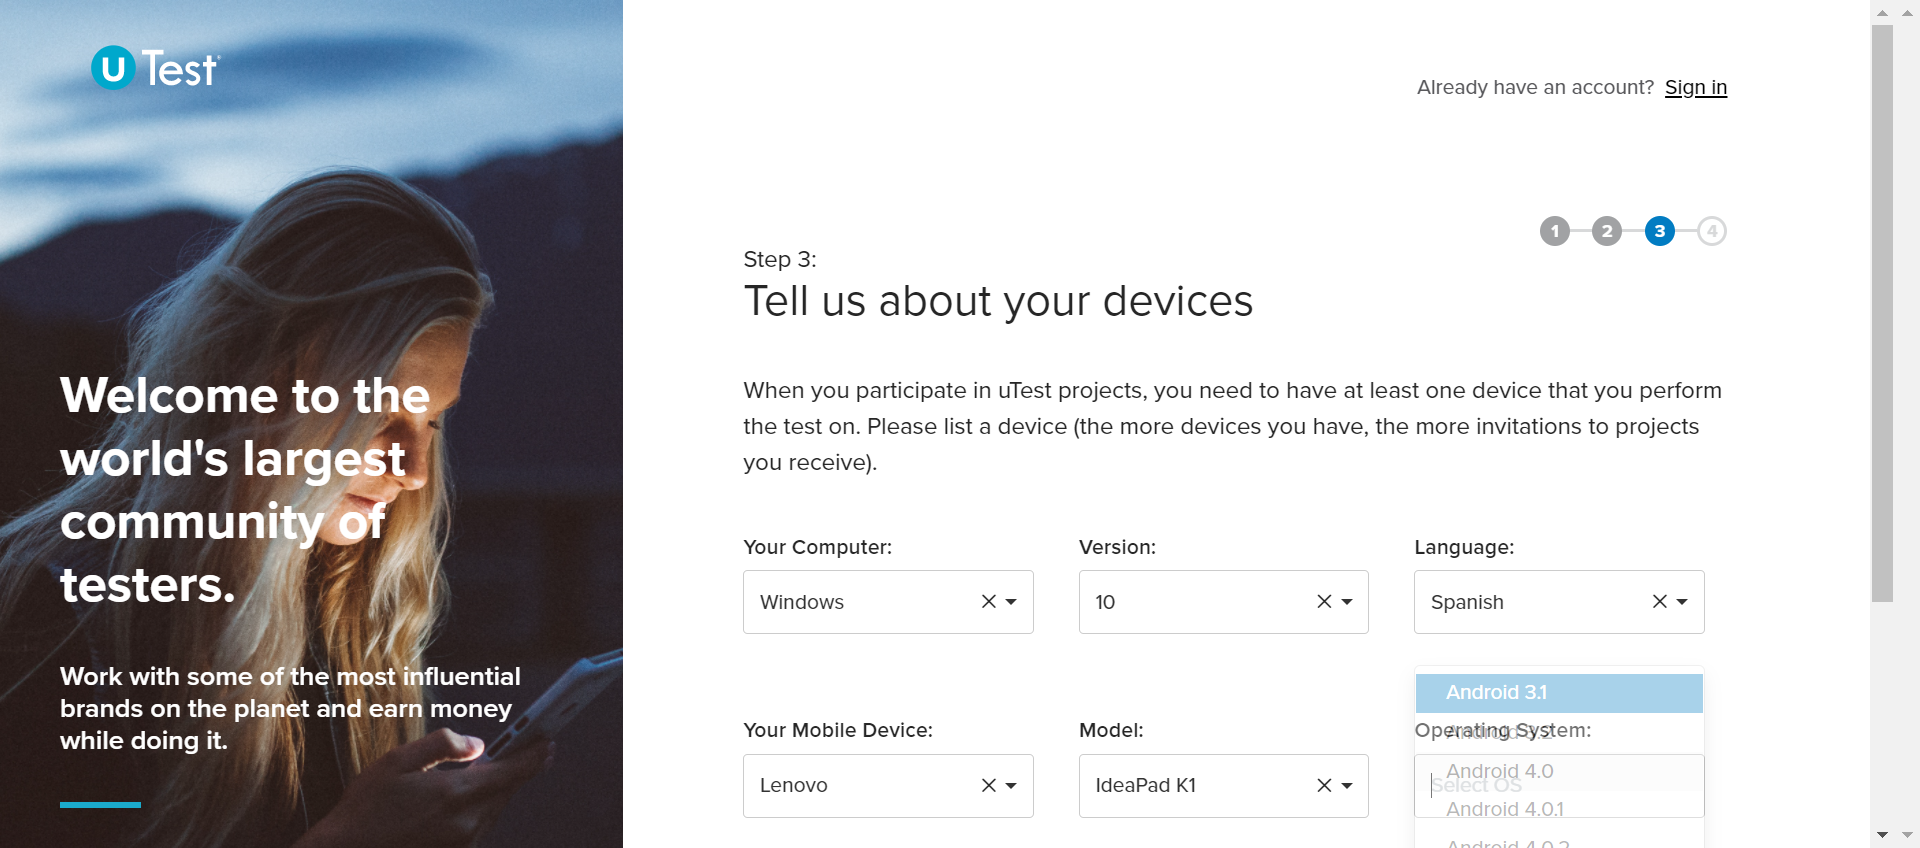 uTest
Already have an account? Sign in
1 2 3 4
Step 3:
Tell us about your devices
Welcome to the
world's largest
community of
testers.
When you participate in uTest projects, you need to have at least one device that you perform
the test on. Please list a device (the more devices you have, the more invitations to projects
you receive).
Your Computer: Version: Language:
Windows 10 Spanish
Work with some of the most influential
brands on the planet and earn money
while doing it.
Android 3.1
Your Mobile Device: Model: Operating System:
Android 3.2
Android 4.0
Lenovo IdeaPad K1 Select OS
Android 4.0.1
Android 4.0.2